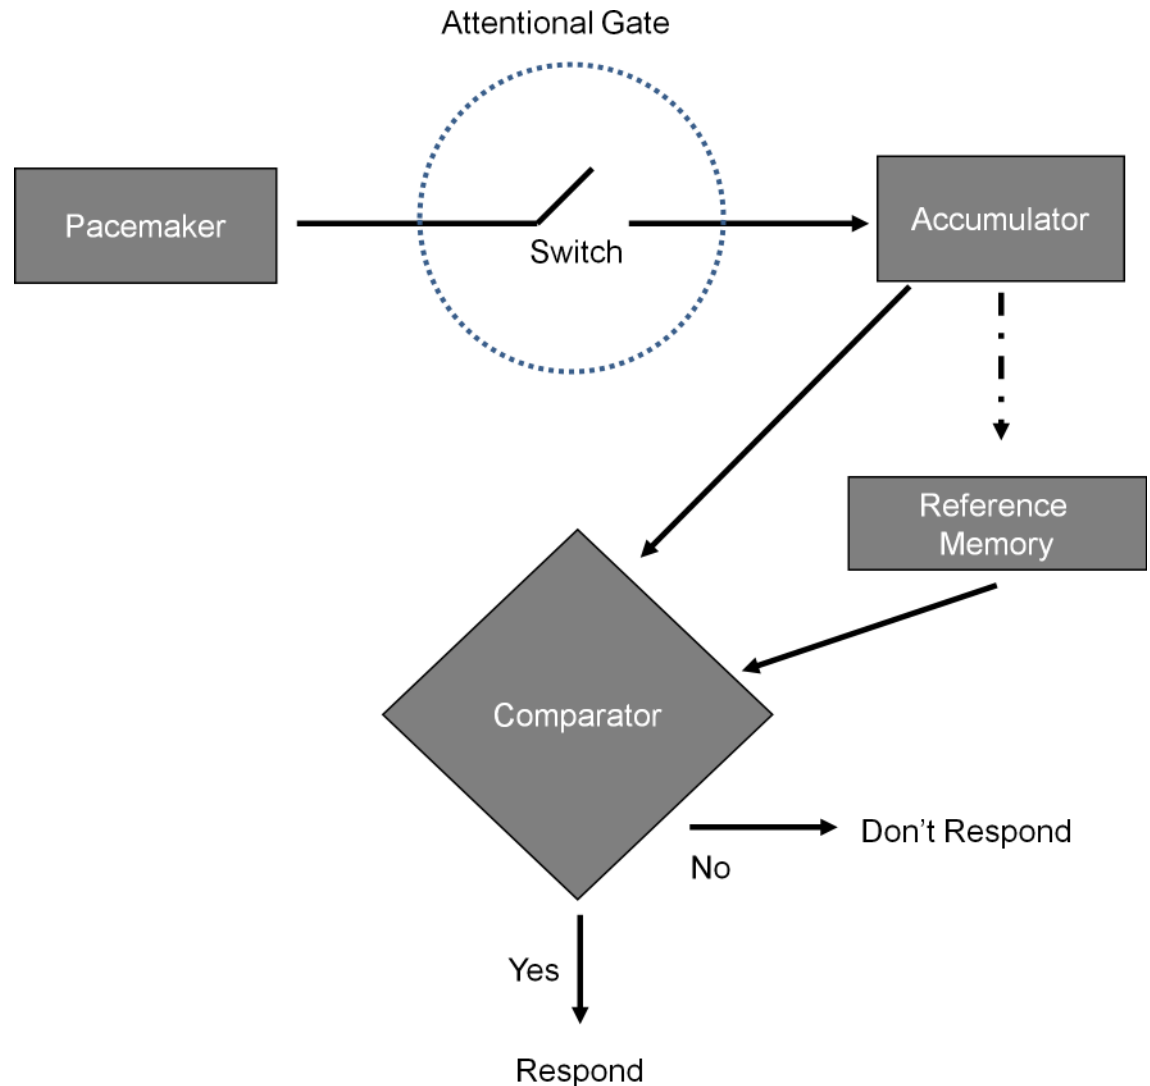 Attentional Gate
Pacemaker
Switch
Accumulator
Reference
Memory
Comparator
Don’t Respond
No
Yes
Respond